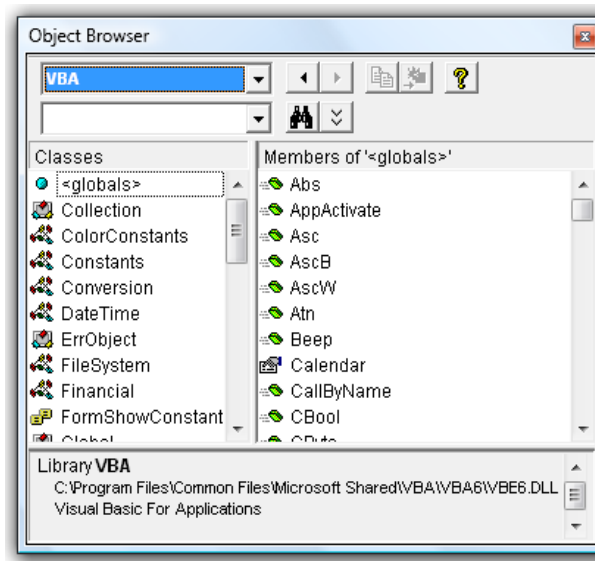 Object Browser
VBA
Classes
Members of '<globals>'
<globals>
Collection
ColorConstants
Constants
Conversion
DateTime
ErrObject
FileSystem
Financial
FormShowConstant
Abs
AppActivate
Asc
AscB
AscW
Atn
Beep
Calendar
CallByName
CBool
Library VBA
C:\Program Files\Common Files\Microsoft Shared\VBA\VBA6\VBE6.DLL
Visual Basic For Applications